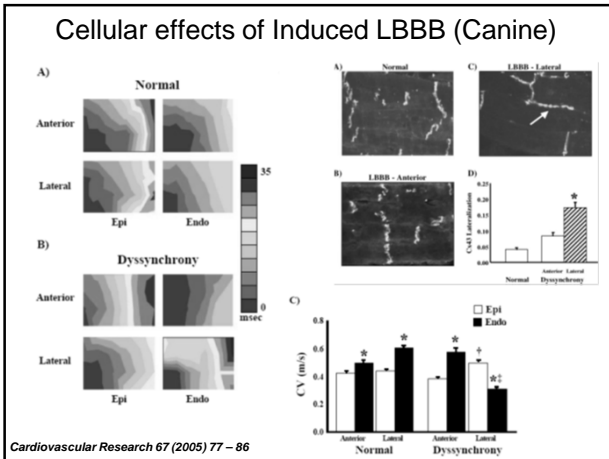 Cellular effects of Induced LBBB (Canine)
A)
Normal
Anterior
Lateral
Epi Endo
B)
Dyssynchrony
Anterior
Lateral
Epi Endo
35
0
msec
A) Normal
C) LBBB - Lateral
B) LBBB - Anterior
D)
Cx43 Lateralization
0.25
0.20
0.15
0.10
0.05
0.00
*
Anterior Lateral
Normal Dyssynchrony
C)
Epi
Endo
CV (m/s)
0.8
0.6
0.4
0.2
0.0
* * * † *‡
Anterior Lateral Anterior Lateral
Normal Dyssynchrony
Cardiovascular Research 67 (2005) 77 – 86